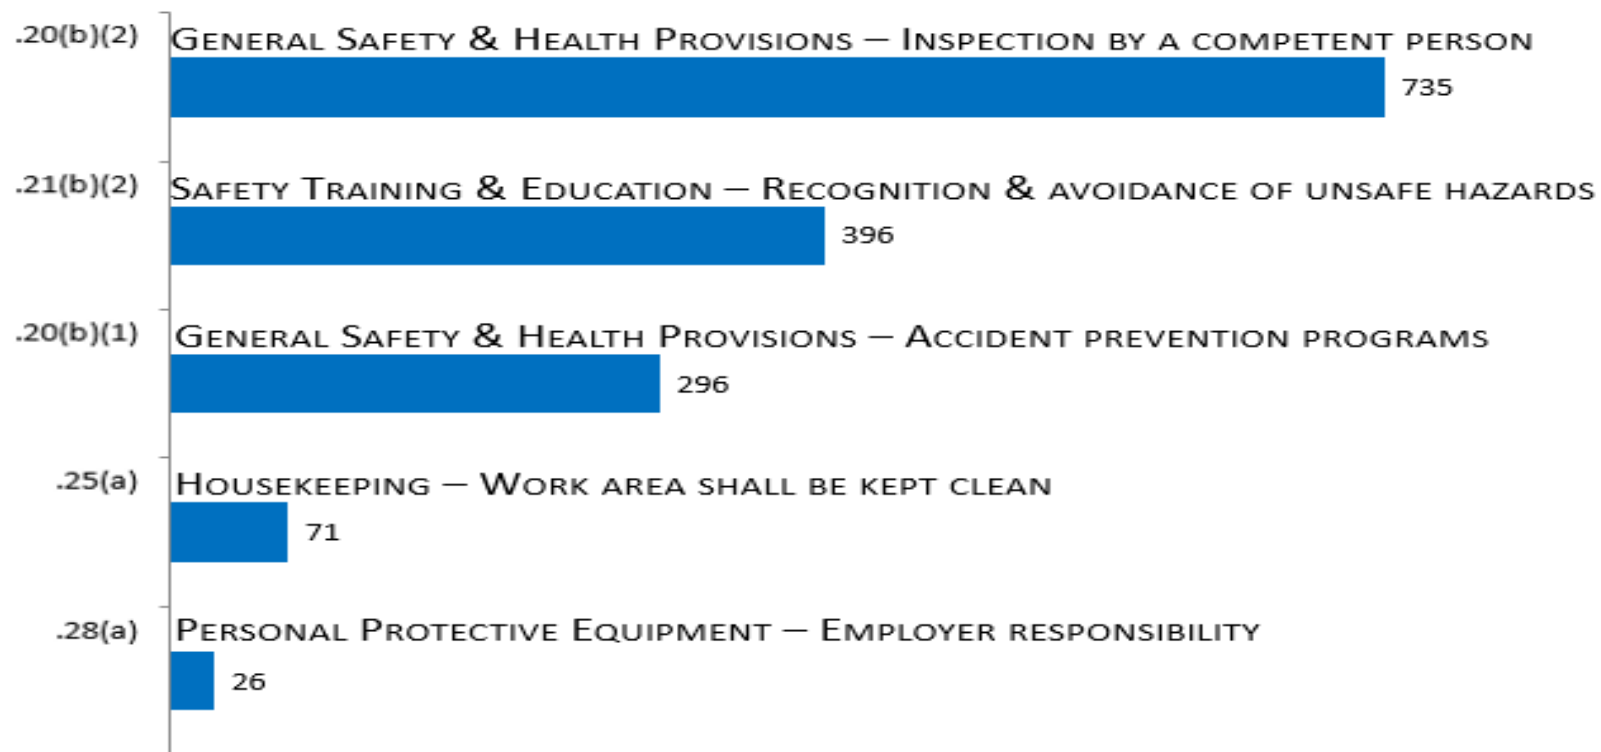 .20(b)(2) General Safety & Health Provisions – Inspection by a competent person
735
.21(b)(2) Safety Training & Education – Recognition & avoidance of unsafe hazards
396
.20(b)(1) General Safety & Health Provisions – Accident prevention programs
296
.25(a) Housekeeping – Work area shall be kept clean
71
.28(a) Personal Protective Equipment – Employer responsibility
26